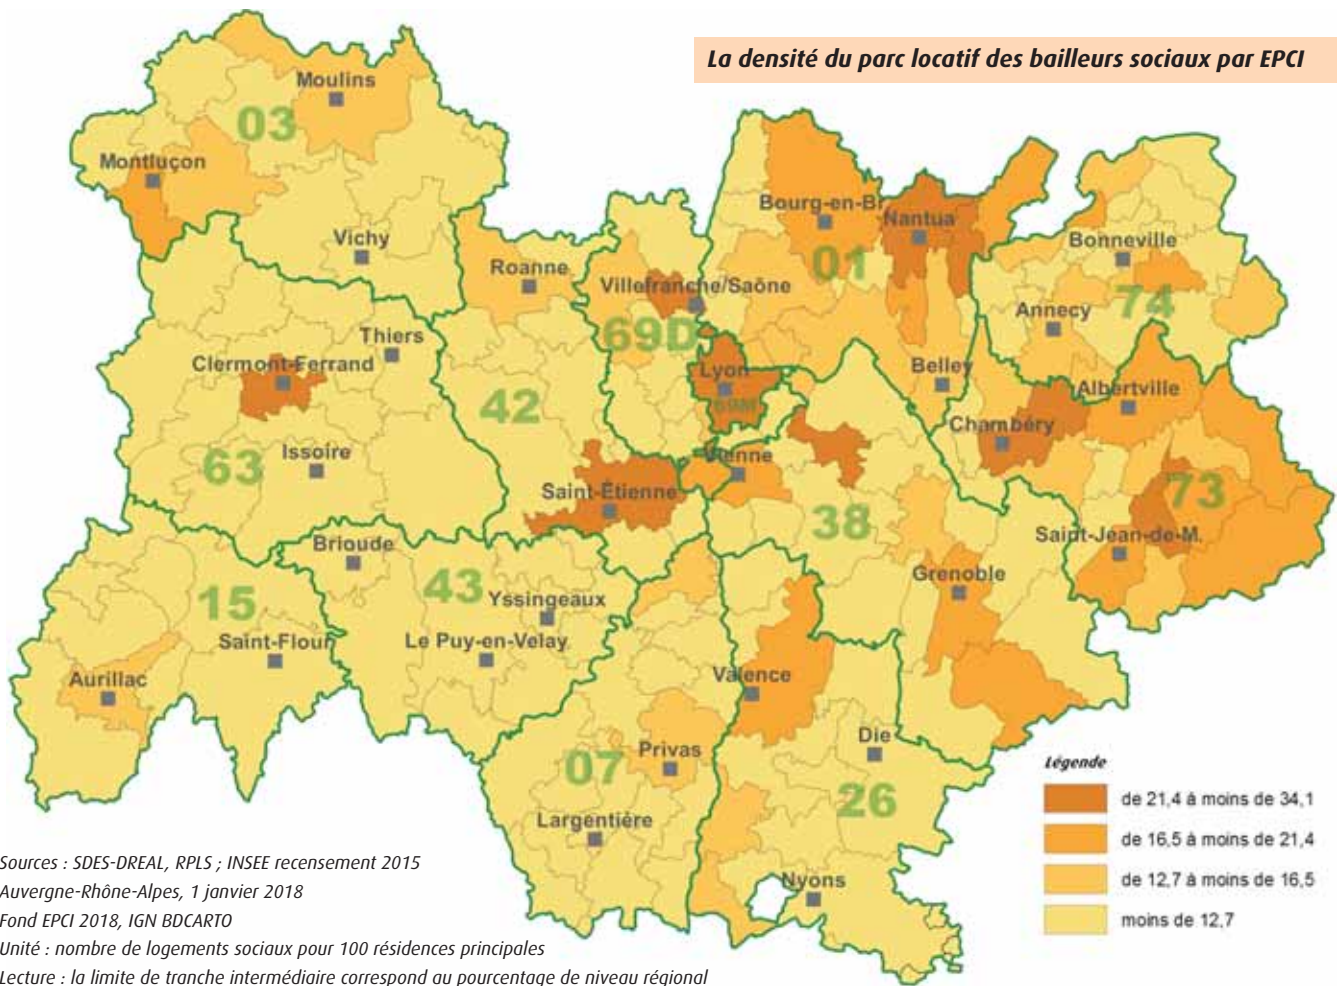 La densité du parc locatif des bailleurs sociaux par EPCI
Moulins
03
Montluçon
Vichy
Bourg-en-Br.
Nantua
01
Bonneville
Roanne
Villefranche/Saône
69D
Annecy
74
Thiers
Clermont-Ferrand
Lyon
69M
Belley
Albertville
42
Chambéry
63
Issoire
Vienne
Saint-Étienne
38
73
Saint-Jean-de-M.
Brioude
43
Grenoble
15
Yssingeaux
Saint-Flour
Le Puy-en-Velay
Aurillac
Valence
Privas
Die
07
26
Largentière
Nyons
Légende
de 21,4 à moins de 34,1
de 16,5 à moins de 21,4
de 12,7 à moins de 16,5
moins de 12,7
Sources : SDES-DREAL, RPLS ; INSEE recensement 2015
Auvergne-Rhône-Alpes, 1 janvier 2018
Fond EPCI 2018, IGN BDCARTO
Unité : nombre de logements sociaux pour 100 résidences principales
Lecture : la limite de tranche intermédiaire correspond au pourcentage de niveau régional